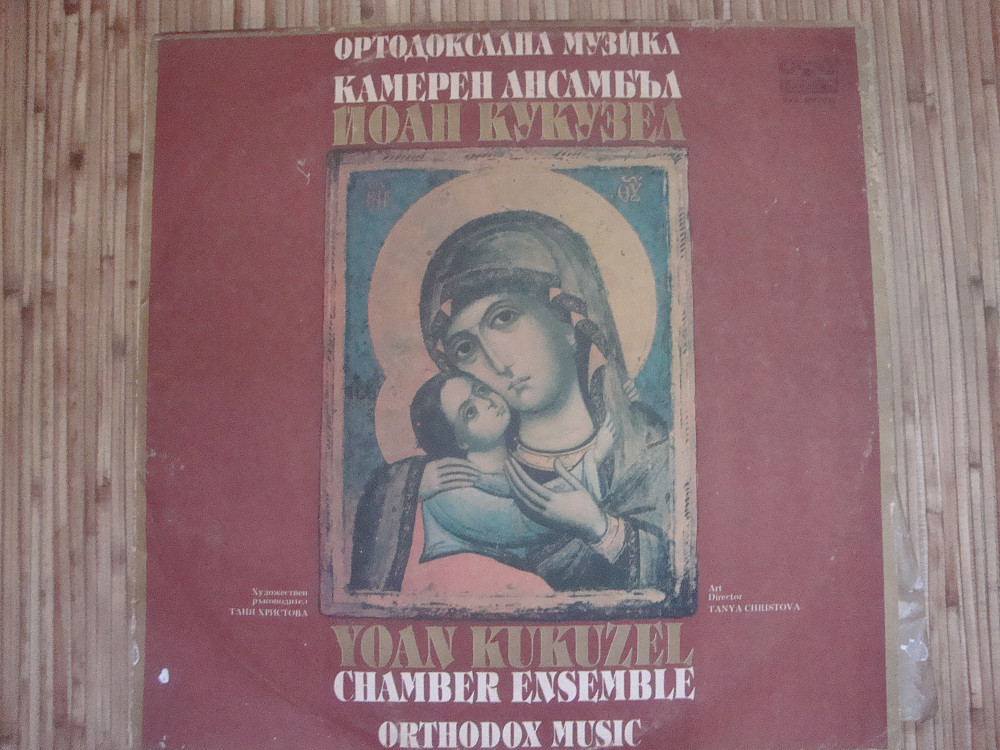 ОРТОДОКСАЛНА МУЗИКА
КАМЕРЕН АНСАМБЪЛ
ЙОАН КУКУЗЕЛ
Художествен
ръководител
ТАНЯ ХРИСТОВА
Art
Director
TANYA CHRISTOVA
YOAN KUKUZEL
CHAMBER ENSEMBLE
ORTHODOX MUSIC